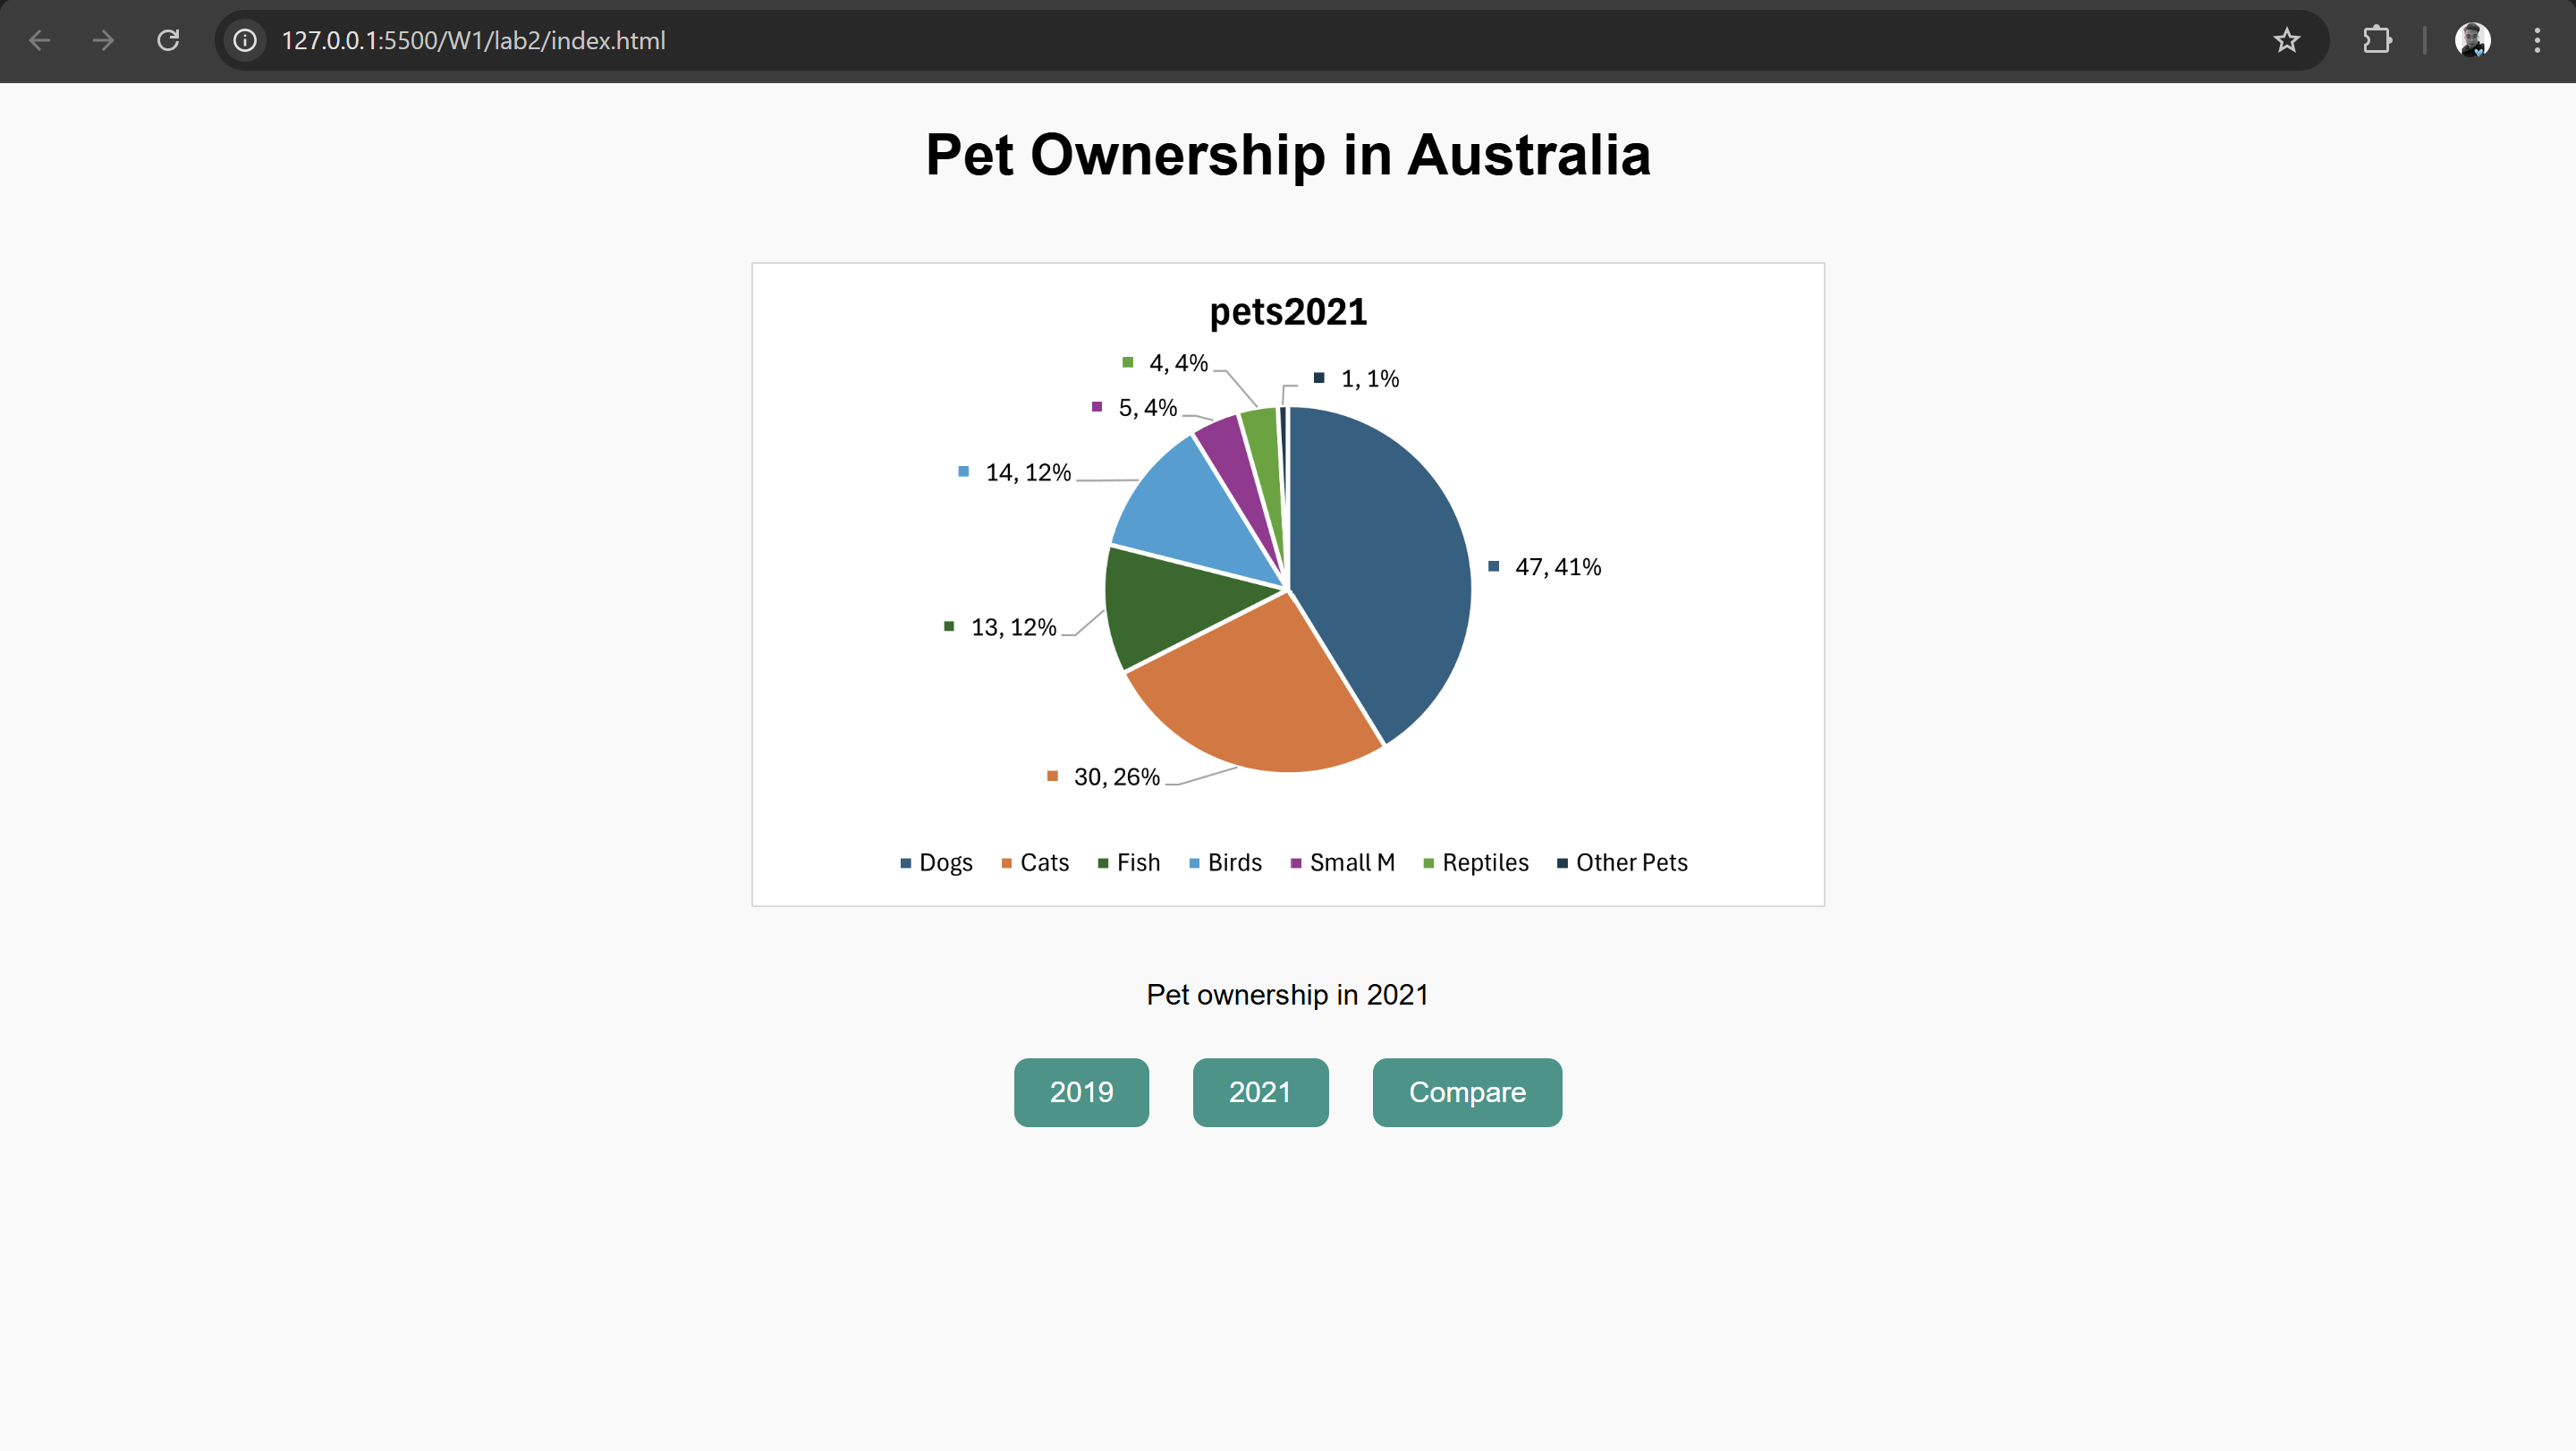 127.0.0.1:5500/W1/lab2/index.html
Pet Ownership in Australia
pets2021
4, 4%
1, 1%
5, 4%
14, 12%
47, 41%
13, 12%
30, 26%
Dogs Cats Fish Birds Small M Reptiles Other Pets
Pet ownership in 2021
2019 2021 Compare